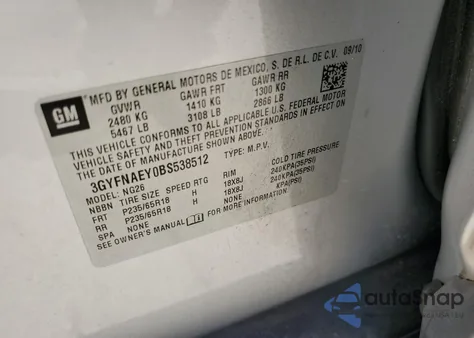 GM
MFD BY GENERAL MOTORS DE MEXICO, S. DE R.L. DE C.V. 09/10
GVWR GAWR FRT GAWR RR
2480 KG 1410 KG 1300 KG
5467 LB 3108 LB 2866 LB
THIS VEHICLE CONFORMS TO ALL APPLICABLE U.S. FEDERAL MOTOR
VEHICLE SAFETY AND THEFT PREVENTION STANDARDS IN EFFECT ON
THE DATE OF MANUFACTURE SHOWN ABOVE.
3GYFNAEY0BS538512 TYPE: M.P.V.
MODEL: NG26
NBBN TIRE SIZE SPEED RTG RIM COLD TIRE PRESSURE
FRT P235/65R18 H 18X8J 240KPA(35PSI)
RR P235/65R18 H 18X8J 240KPA(35PSI)
SPA NONE NONE KPA(PSI)
SEE OWNER'S MANUAL FOR MORE INFORMATION.
autoSnap